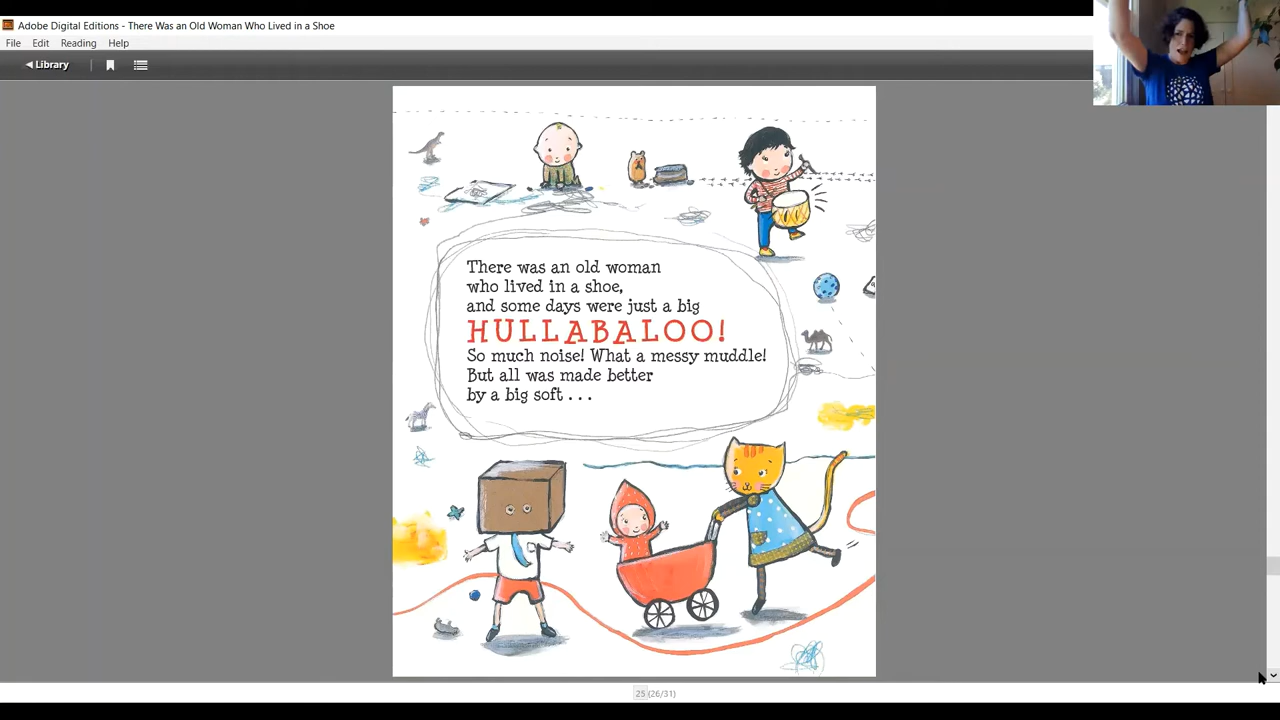 Adobe Digital Editions - There Was an Old Woman Who Lived in a Shoe
File Edit Reading Help
Library
There was an old woman
who lived in a shoe,
and some days were just a big
HULLABALOO!
So much noise! What a messy muddle!
But all was made better
by a big soft . . .
25 (26/31)